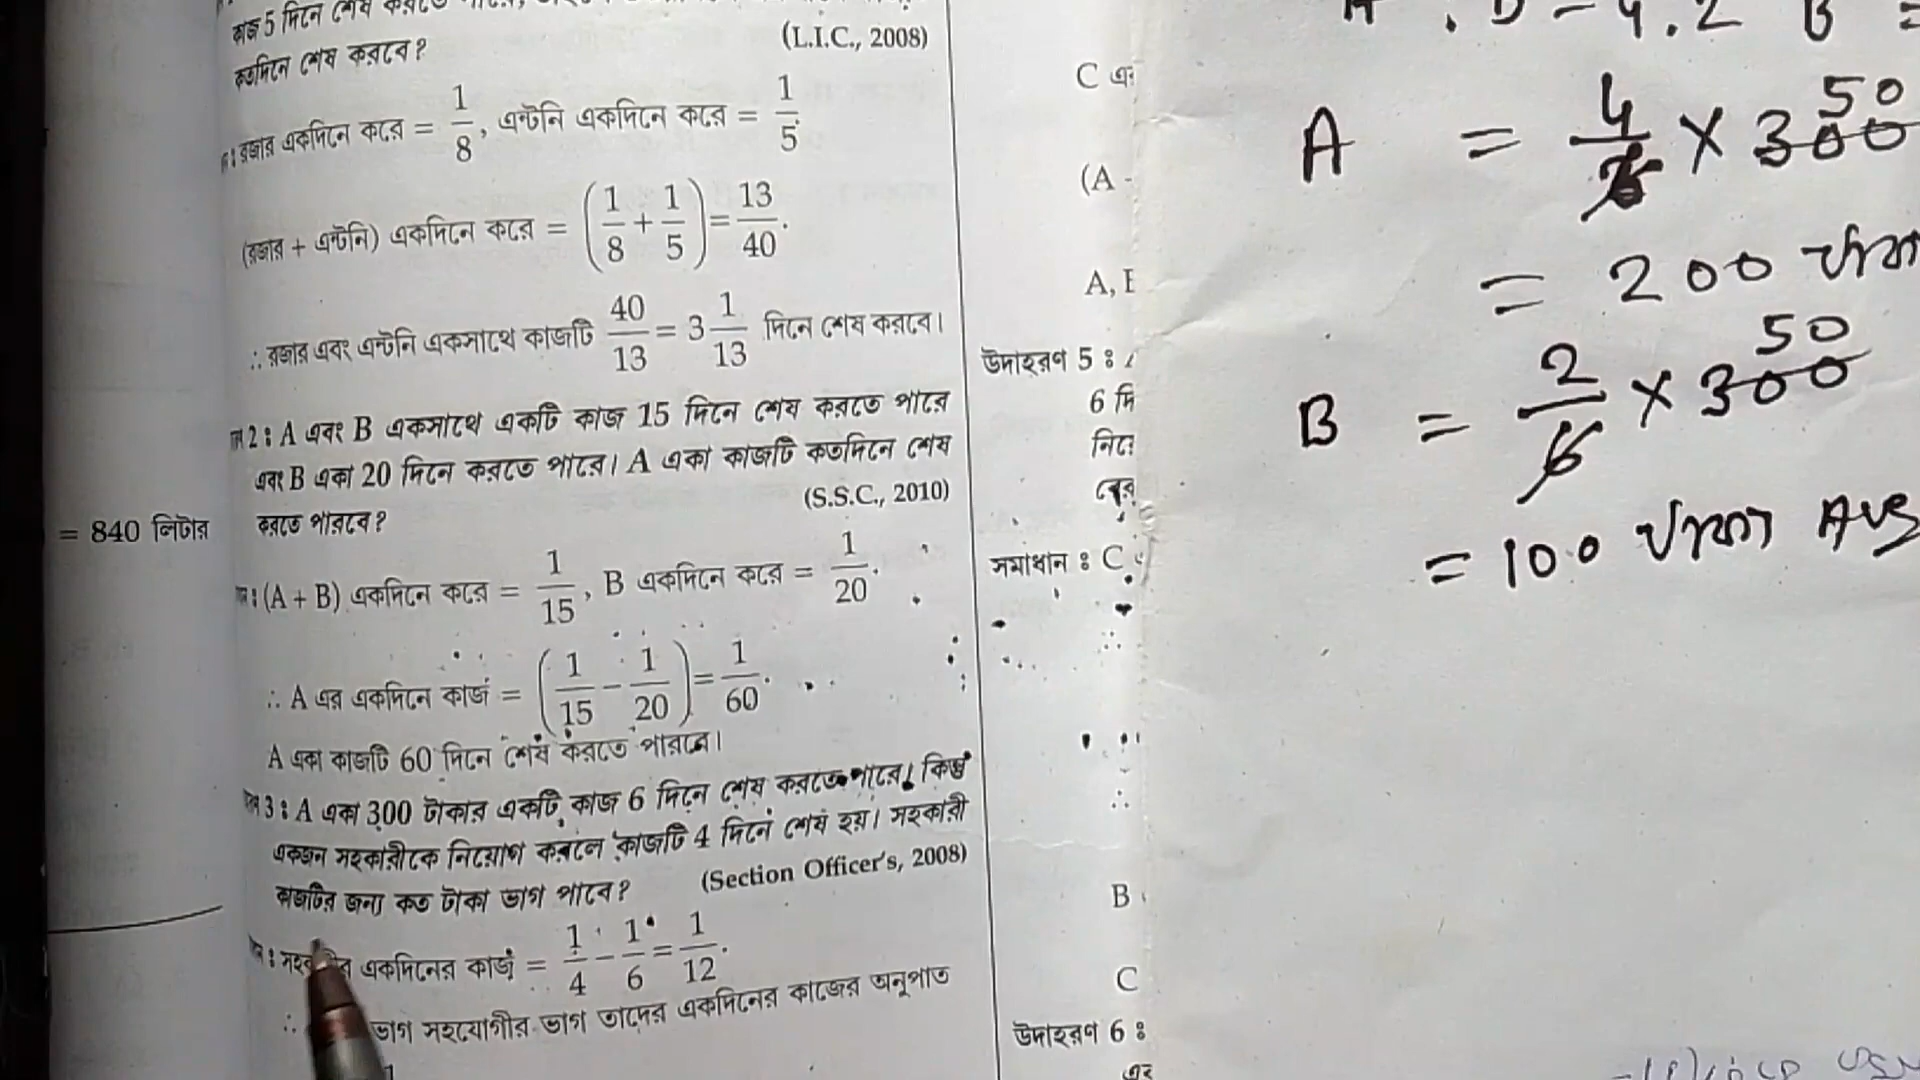 কাজ 5 দিনে শেষ করতে
কতদিনে শেষ করবে? (L.I.C., 2008)
রজার একদিনে করে = 1/8, এন্টনি একদিনে করে = 1/5.
(রজার + এন্টনি) একদিনে করে = (1/8 + 1/5) = 13/40.
∴ রজার এবং এন্টনি একসাথে কাজটি 40/13 = 3 1/13 দিনে শেষ করবে।
2 : A এবং B একসাথে একটি কাজ 15 দিনে শেষ করতে পারে
এবং B একা 20 দিনে করতে পারে। A একা কাজটি কতদিনে শেষ
করতে পারবে? (S.S.C., 2010)
: (A + B) একদিনে করে = 1/15, B একদিনে করে = 1/20.
∴ A এর একদিনে কাজ = (1/15 − 1/20) = 1/60.
A একা কাজটি 60 দিনে শেষ করতে পারবে।
3 : A একা 300 টাকার একটি কাজ 6 দিনে শেষ করতে পারে। কিন্তু
একজন সহকারীকে নিয়োগ করলে কাজটি 4 দিনে শেষ হয়। সহকারী
কাজটির জন্য কত টাকা ভাগ পাবে? (Section Officer's, 2008)
একদিনের কাজ = 1/4 − 1/6 = 1/12.
∴ ভাগ সহযোগীর ভাগ তাদের একদিনের কাজের অনুপাত
1
= 840 লিটার
C এ
(A -
A, B
উদাহরণ 5 :
6 দি
সমাধান : C
∴
∴
B
C
উদাহরণ 6 :
এর
A : B = 4 : 2 B =
A = 4/6 × 300 50
= 200 টাকা
B = 2/6 × 300 50
= 100 টাকা Ans